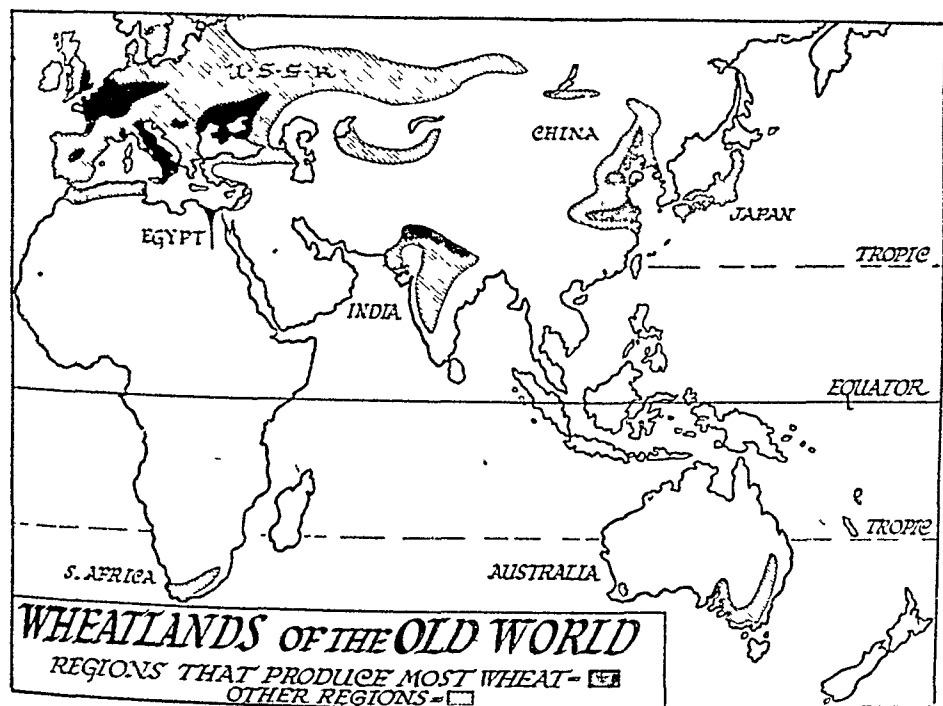 U·S·S·R·
CHINA
JAPAN
EGYPT
TROPIC
INDIA
EQUATOR
TROPIC
S. AFRICA
AUSTRALIA
WHEATLANDS OF THE OLD WORLD
REGIONS THAT PRODUCE MOST WHEAT=
OTHER REGIONS=